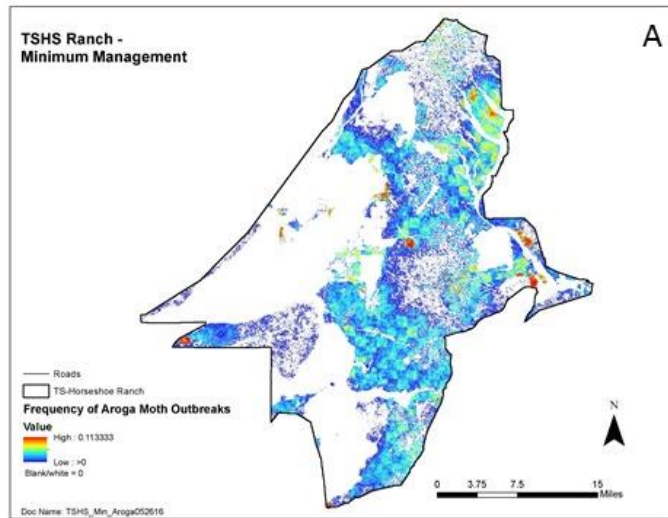 TSHS Ranch -
Minimum Management
A
Roads
TS-Horseshoe Ranch
Frequency of Aroga Moth Outbreaks
Value
High : 0.113333
Low : >0
Blank/white = 0
N
0 3.75 7.5 15
Miles
Doc Name: TSHS_Min_Aroga052616